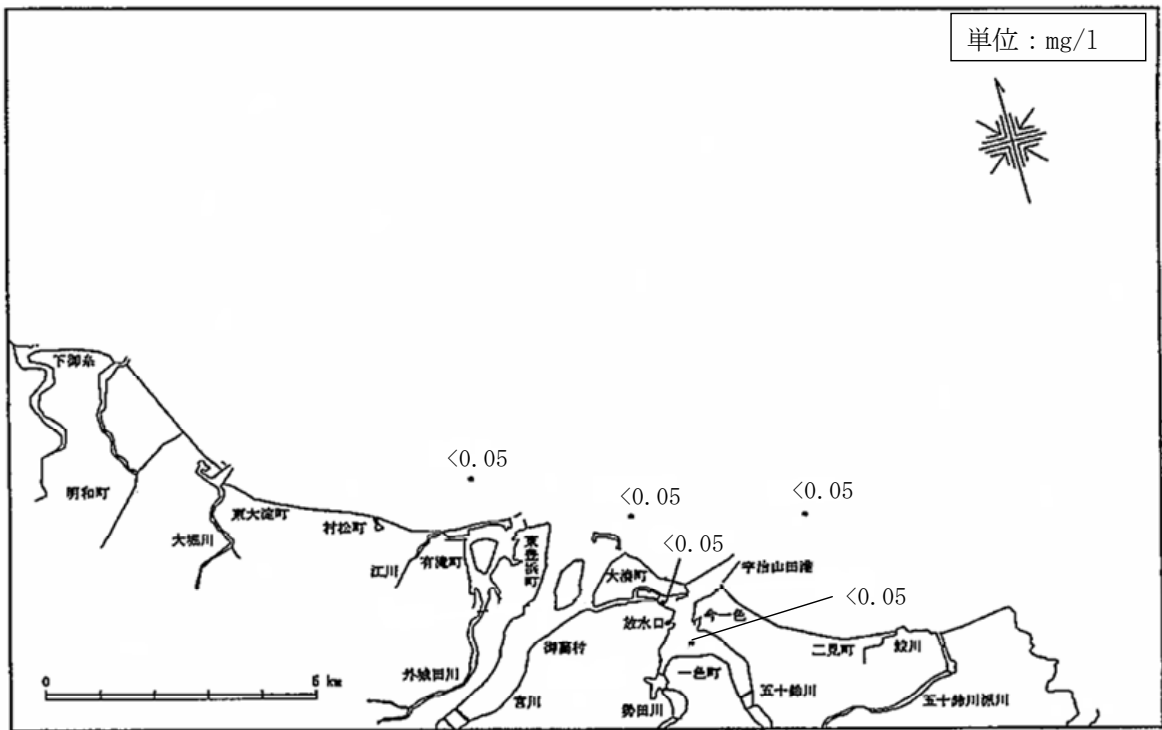 単位：mg/l
下御糸
<0.05
明和町
東大淀町
<0.05
<0.05
村松町
大堀川
<0.05
東豊浜町
江川
有滝町
大湊町
宇治山田港
<0.05
今一色
放水口
御薗村
二見町
鮫川
外城田川
一色町
0
6 km
宮川
勢田川
五十鈴川
五十鈴川派川